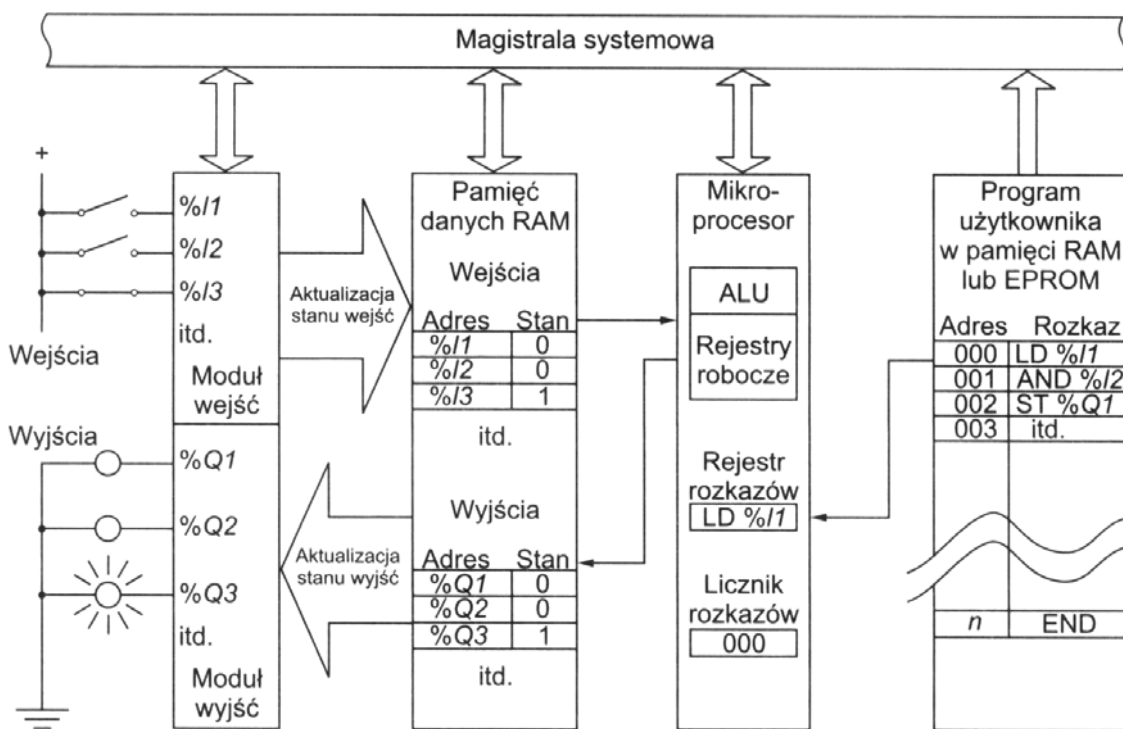 Magistrala systemowa
+
%I1
%I2
%I3
itd.
Wejścia
Moduł
wejść
Wyjścia
%Q1
%Q2
%Q3
itd.
Moduł
wyjść
Aktualizacja
stanu wejść
Aktualizacja
stanu wyjść
Pamięć
danych RAM
Wejścia
Adres Stan
%I1 0
%I2 0
%I3 1
itd.
Wyjścia
Adres Stan
%Q1 0
%Q2 0
%Q3 1
itd.
Mikro-
procesor
ALU
Rejestry
robocze
Rejestr
rozkazów
LD %I1
Licznik
rozkazów
000
Program
użytkownika
w pamięci RAM
lub EPROM
Adres Rozkaz
000 LD %I1
001 AND %I2
002 ST %Q1
003 itd.
n END